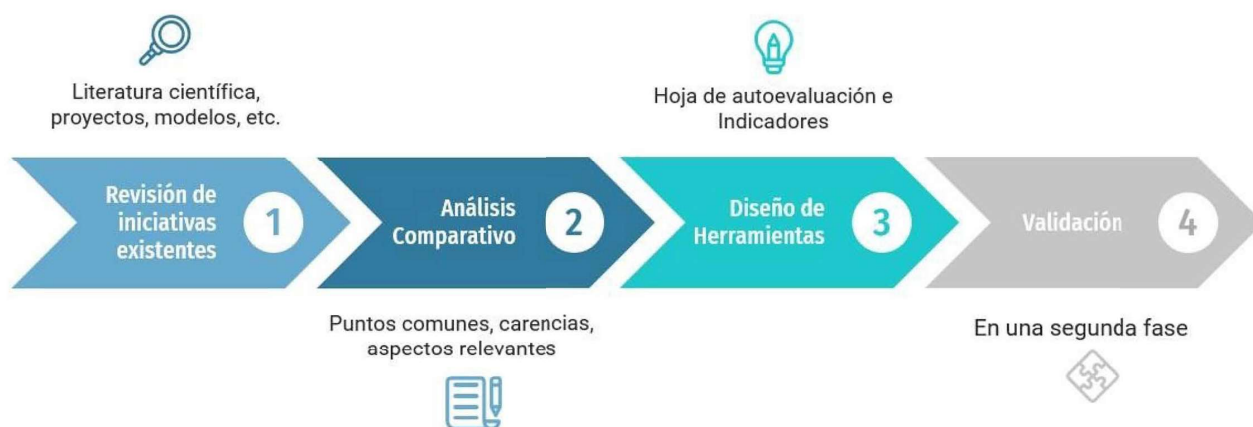 Literatura científica,
proyectos, modelos, etc.
Revisión de
iniciativas
existentes
1
Análisis
Comparativo
2
Puntos comunes, carencias,
aspectos relevantes
Hoja de autoevaluación e
Indicadores
Diseño de
Herramientas
3
Validación
4
En una segunda fase